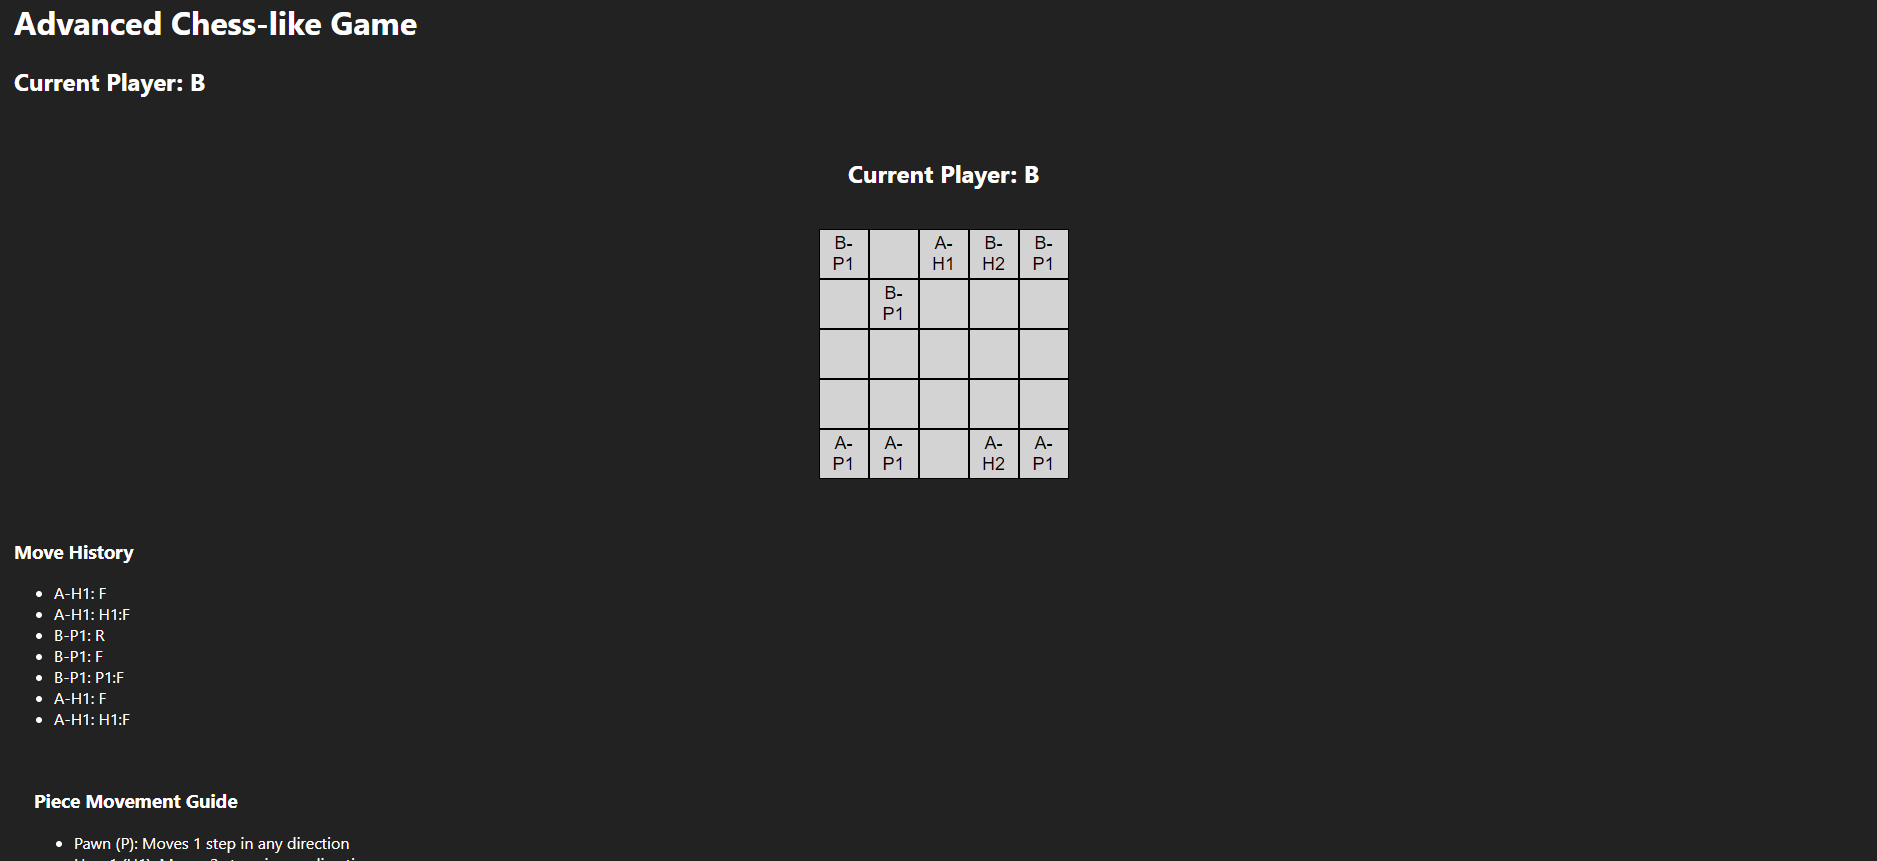 Advanced Chess-like Game
Current Player: B
Current Player: B
B-P1 A-H1 B-H2 B-P1
B-P1
A-P1 A-P1 A-H2 A-P1
Move History
A-H1: F
A-H1: H1:F
B-P1: R
B-P1: F
B-P1: P1:F
A-H1: F
A-H1: H1:F
Piece Movement Guide
Pawn (P): Moves 1 step in any direction